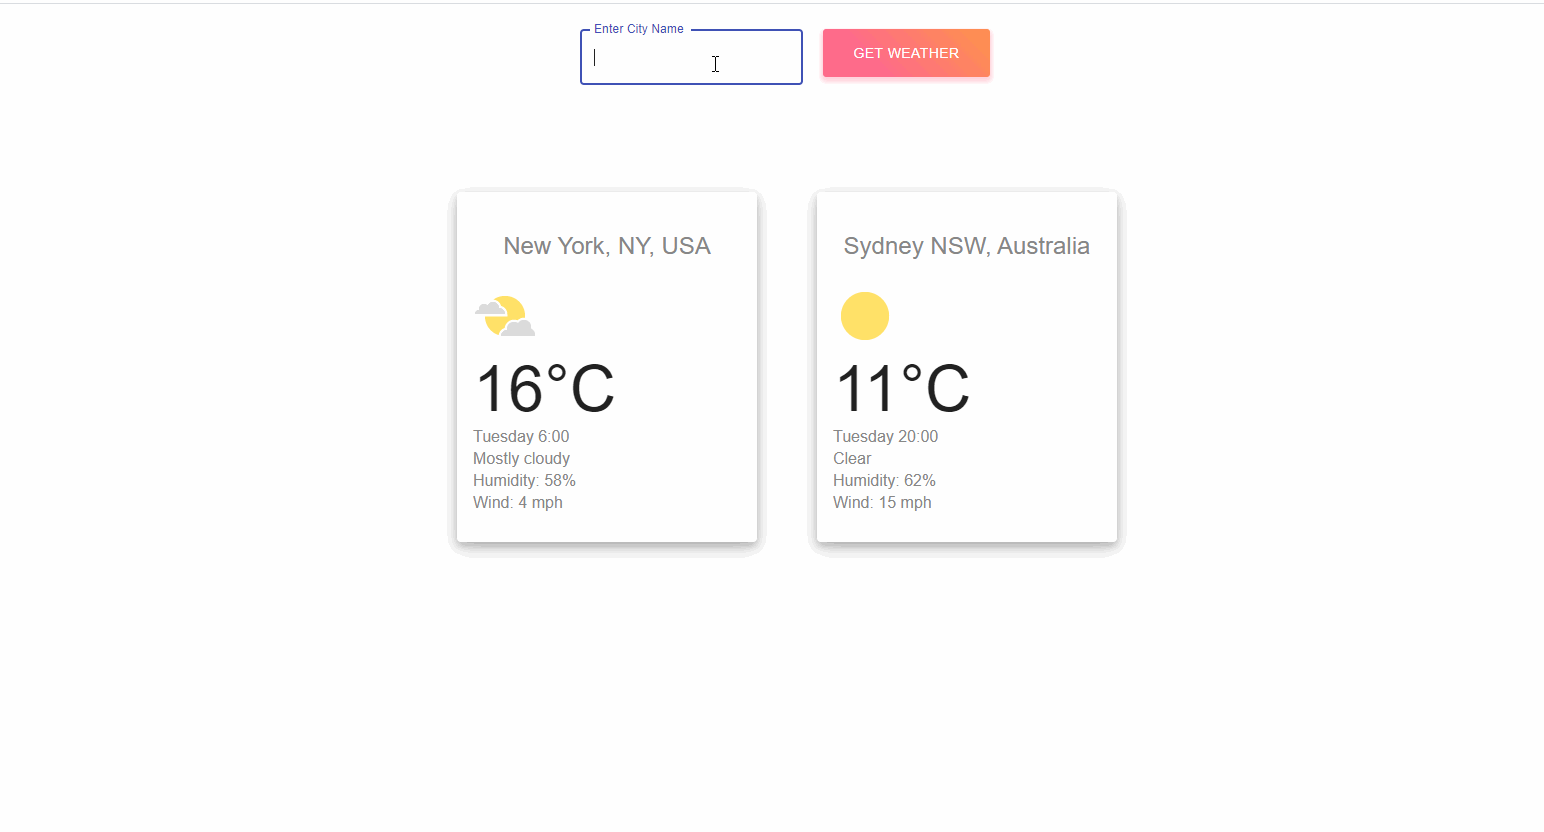 Enter City Name
GET WEATHER
New York, NY, USA
16°C
Tuesday 6:00
Mostly cloudy
Humidity: 58%
Wind: 4 mph
Sydney NSW, Australia
11°C
Tuesday 20:00
Clear
Humidity: 62%
Wind: 15 mph